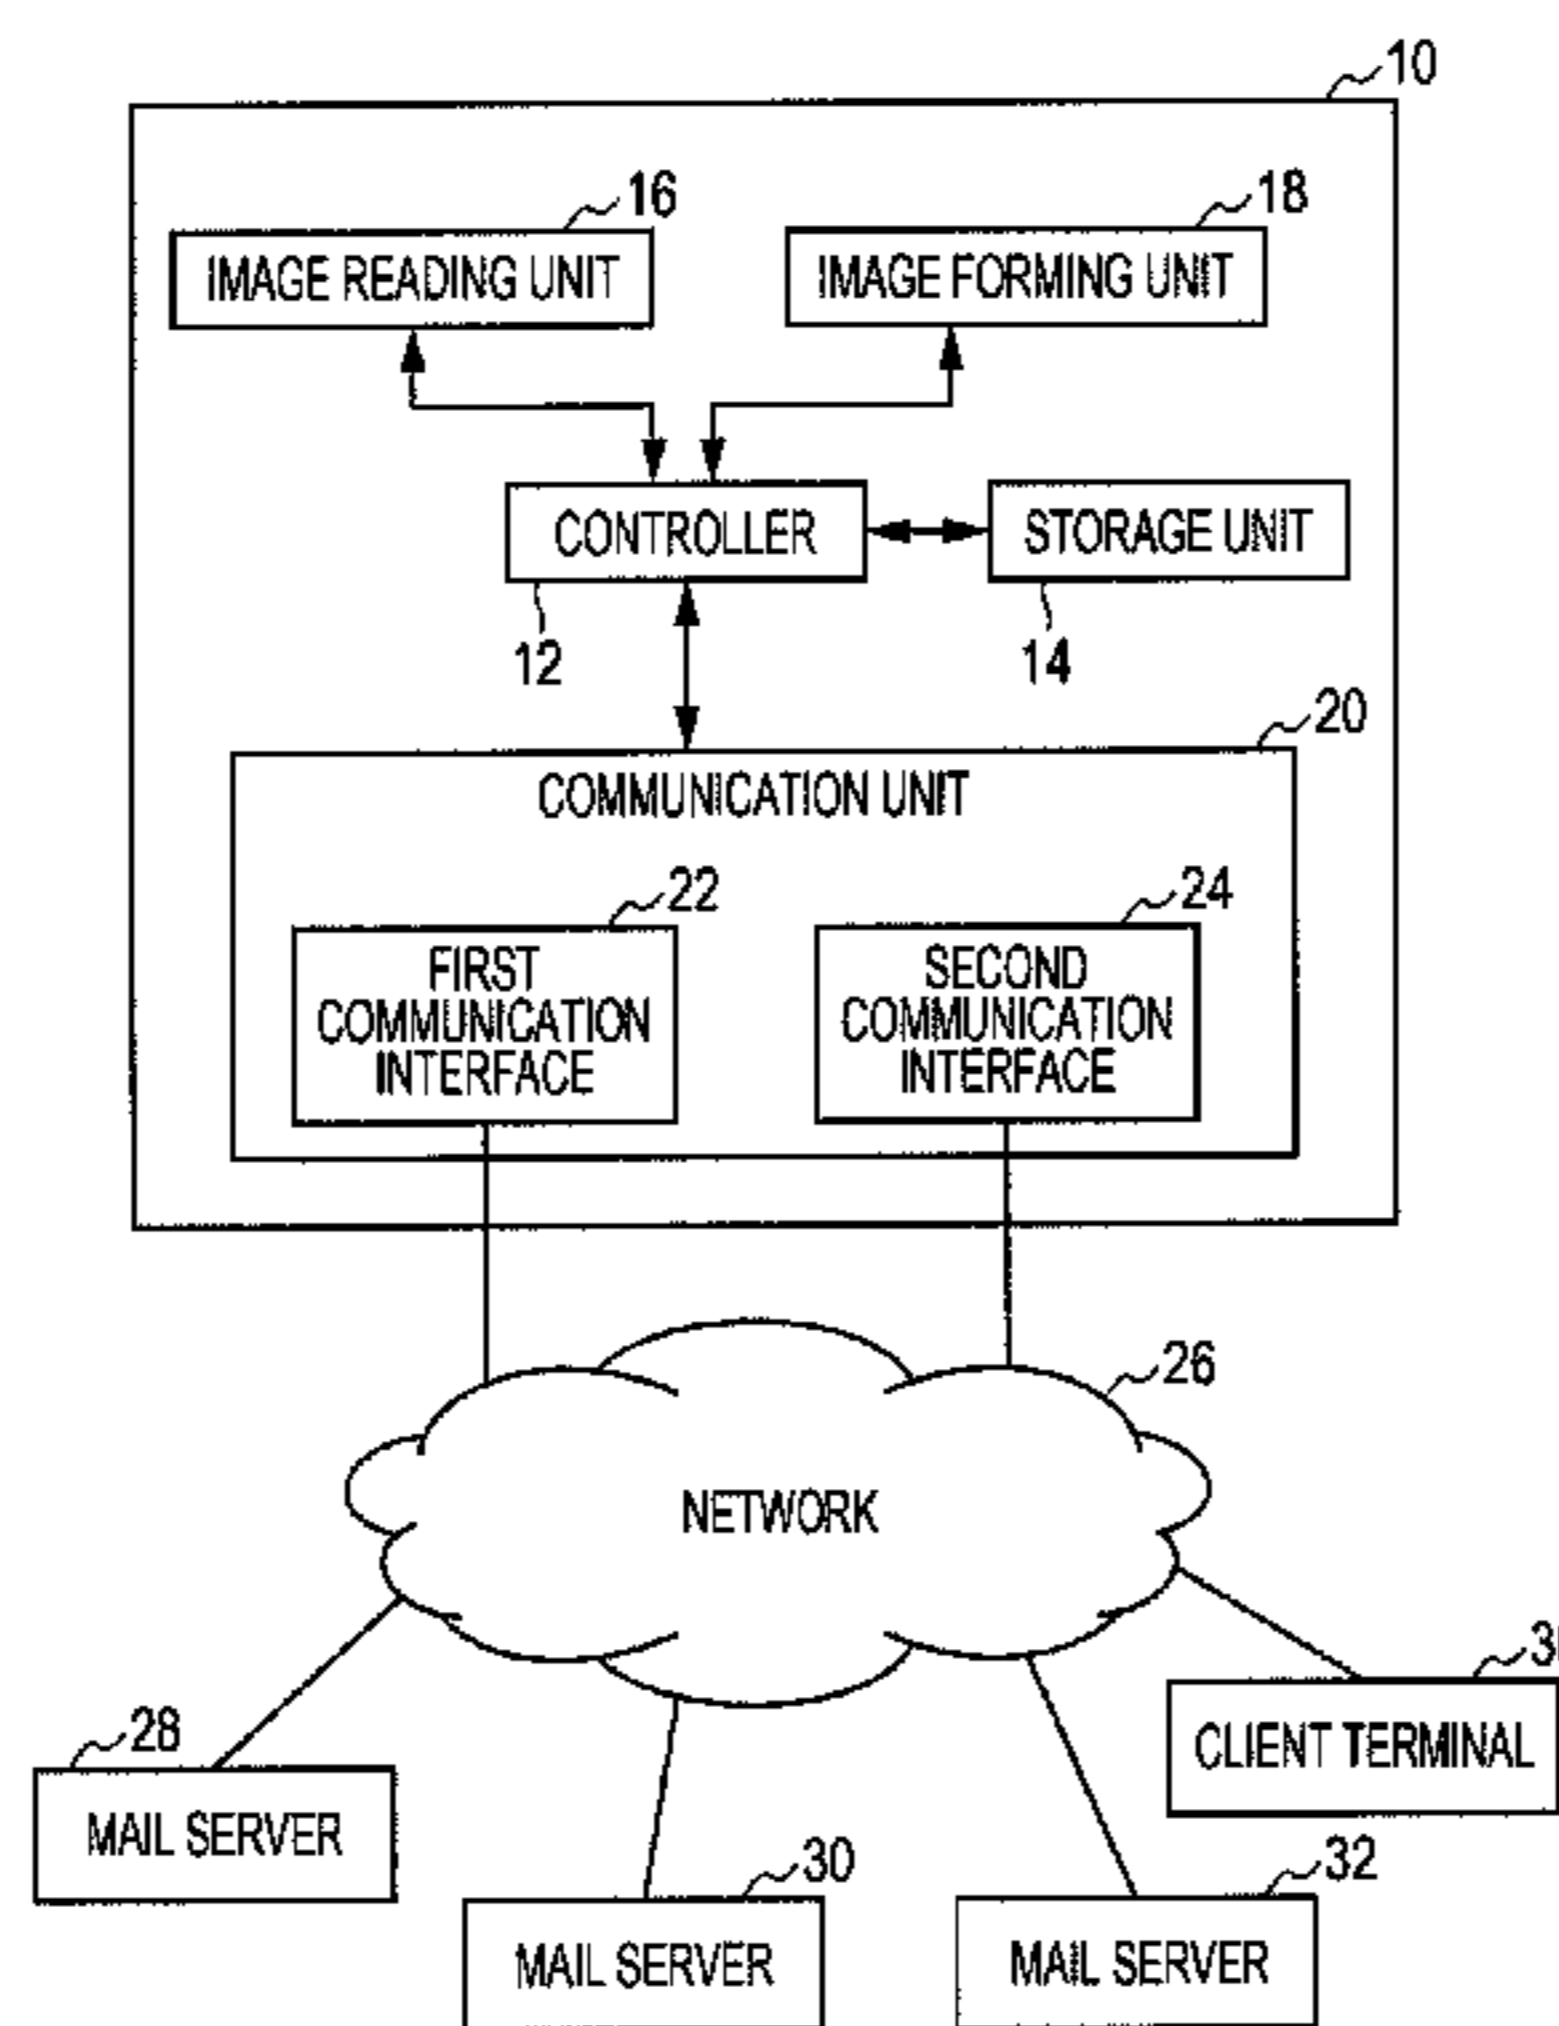 10
16
18
IMAGE READING UNIT
IMAGE FORMING UNIT
CONTROLLER
STORAGE UNIT
12
14
20
COMMUNICATION UNIT
22
24
FIRST
COMMUNICATION
INTERFACE
SECOND
COMMUNICATION
INTERFACE
26
NETWORK
28
CLIENT TERMINAL
MAIL SERVER
30
32
MAIL SERVER
MAIL SERVER